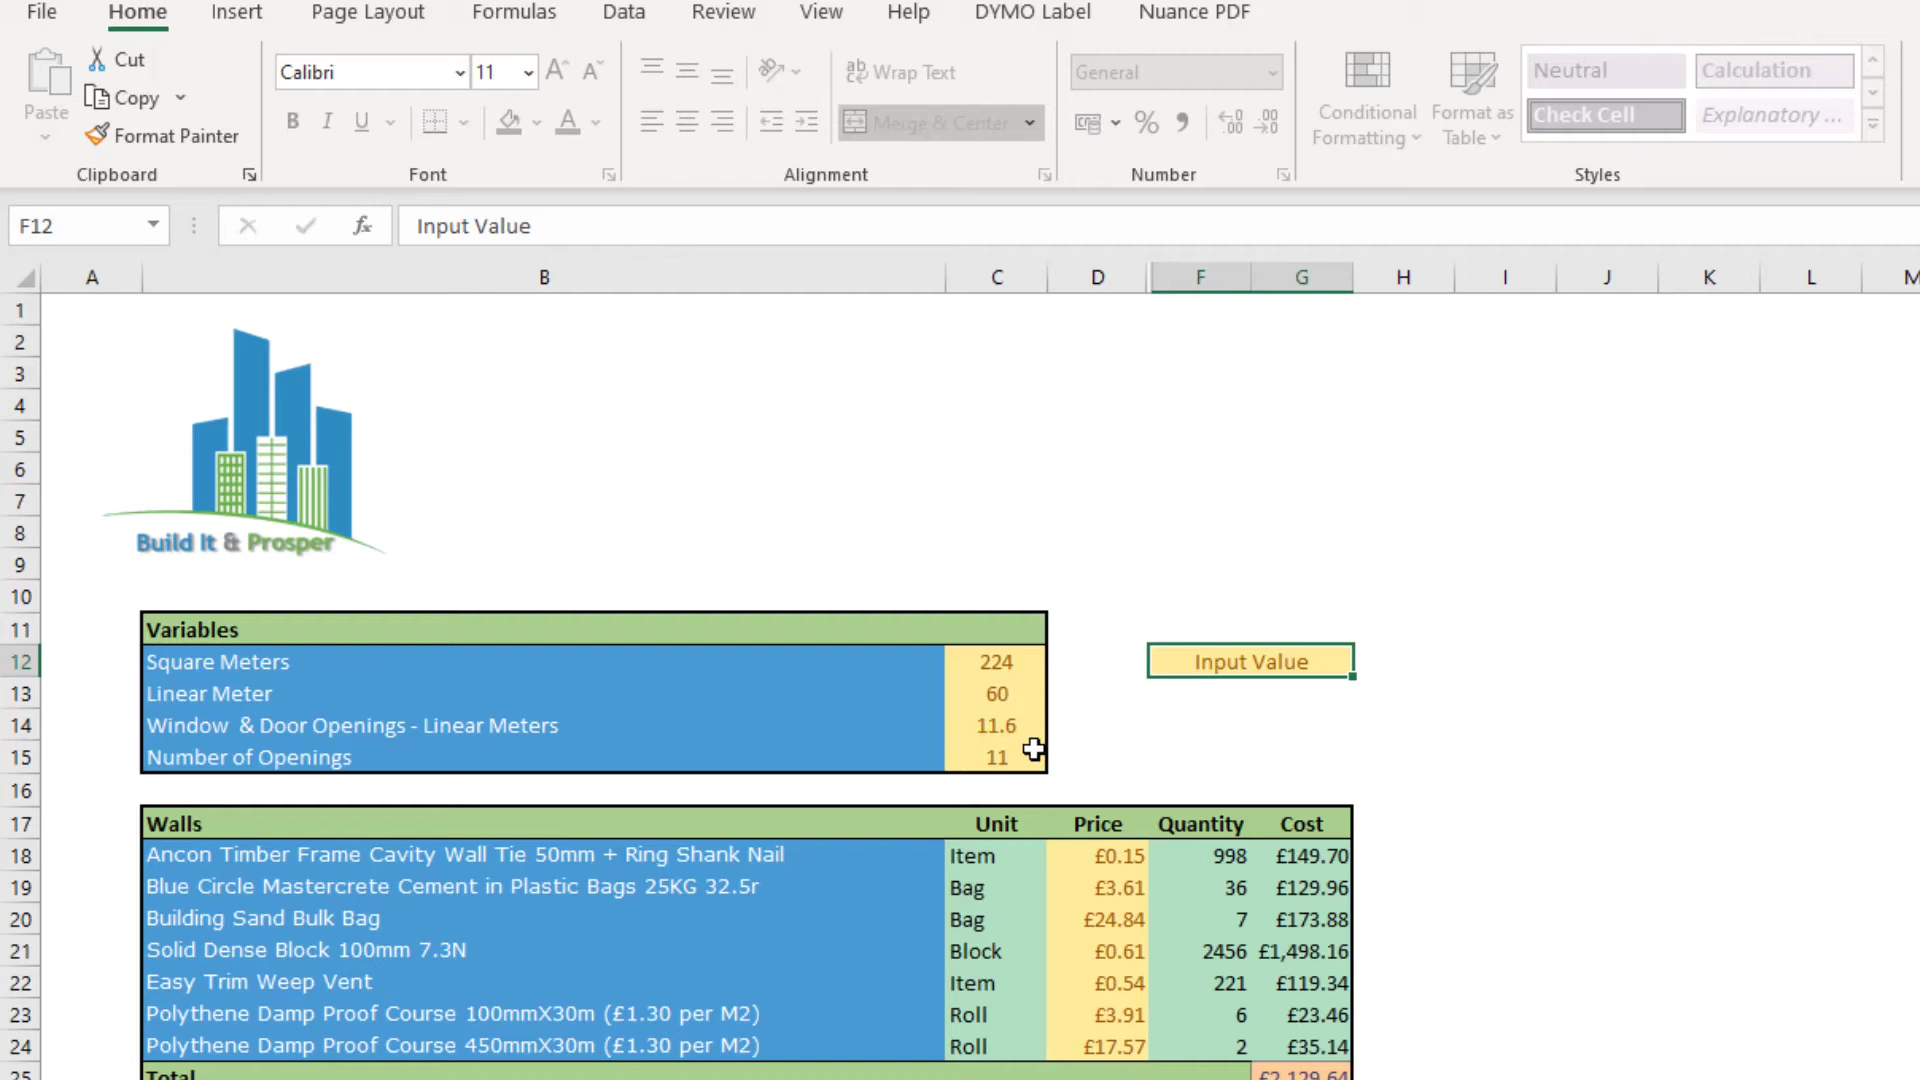 File Home Insert Page Layout Formulas Data Review View Help DYMO Label Nuance PDF
Paste Cut Copy Format Painter Clipboard
Calibri 11 A A B I U A Font
ab Wrap Text Merge & Center Alignment
General % Number
Conditional Formatting Format as Table
Neutral Calculation Check Cell Explanatory ... Styles
F12 fx Input Value
A B C D F G H I J K L M
1
2
3
4
5
6
7
8
Build It & Prosper
9
10
11 Variables
12 Square Meters 224 Input Value
13 Linear Meter 60
14 Window & Door Openings - Linear Meters 11.6
15 Number of Openings 11
16
17 Walls Unit Price Quantity Cost
18 Ancon Timber Frame Cavity Wall Tie 50mm + Ring Shank Nail Item £0.15 998 £149.70
19 Blue Circle Mastercrete Cement in Plastic Bags 25KG 32.5r Bag £3.61 36 £129.96
20 Building Sand Bulk Bag Bag £24.84 7 £173.88
21 Solid Dense Block 100mm 7.3N Block £0.61 2456 £1,498.16
22 Easy Trim Weep Vent Item £0.54 221 £119.34
23 Polythene Damp Proof Course 100mmX30m (£1.30 per M2) Roll £3.91 6 £23.46
24 Polythene Damp Proof Course 450mmX30m (£1.30 per M2) Roll £17.57 2 £35.14
25 Total £2,129.64